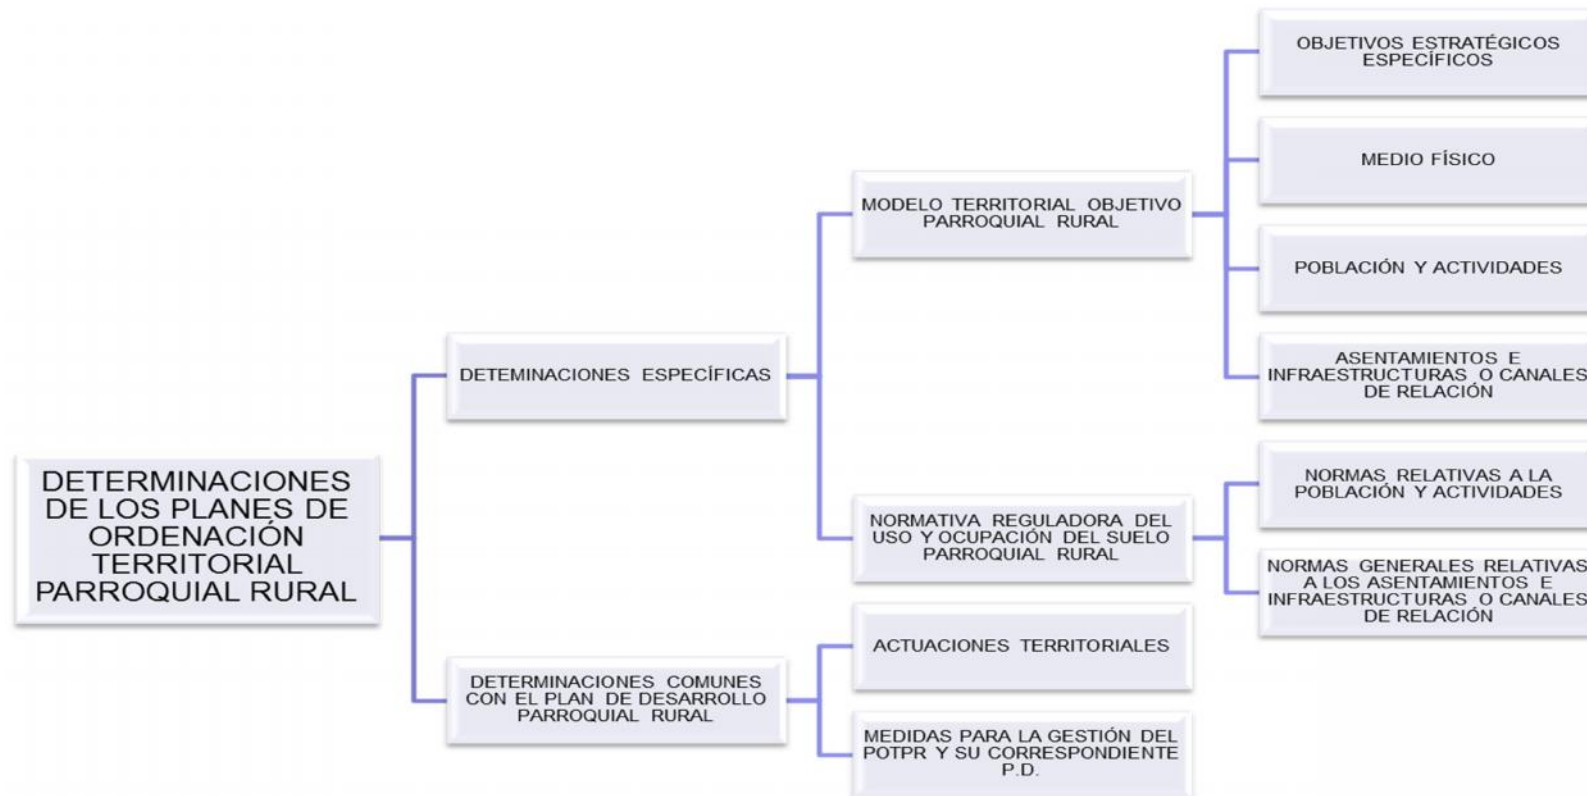 DETERMINACIONES
DE LOS PLANES DE
ORDENACIÓN
TERRITORIAL
PARROQUIAL RURAL
DETEMINACIONES ESPECÍFICAS
MODELO TERRITORIAL OBJETIVO
PARROQUIAL RURAL
OBJETIVOS ESTRATÉGICOS
ESPECÍFICOS
MEDIO FÍSICO
POBLACIÓN Y ACTIVIDADES
ASENTAMIENTOS E
INFRAESTRUCTURAS O CANALES
DE RELACIÓN
NORMATIVA REGULADORA DEL
USO Y OCUPACIÓN DEL SUELO
PARROQUIAL RURAL
NORMAS RELATIVAS A LA
POBLACIÓN Y ACTIVIDADES
NORMAS GENERALES RELATIVAS
A LOS ASENTAMIENTOS E
INFRAESTRUCTURAS O CANALES
DE RELACIÓN
DETERMINACIONES COMUNES
CON EL PLAN DE DESARROLLO
PARROQUIAL RURAL
ACTUACIONES TERRITORIALES
MEDIDAS PARA LA GESTIÓN DEL
POTPR Y SU CORRESPONDIENTE
P.D.